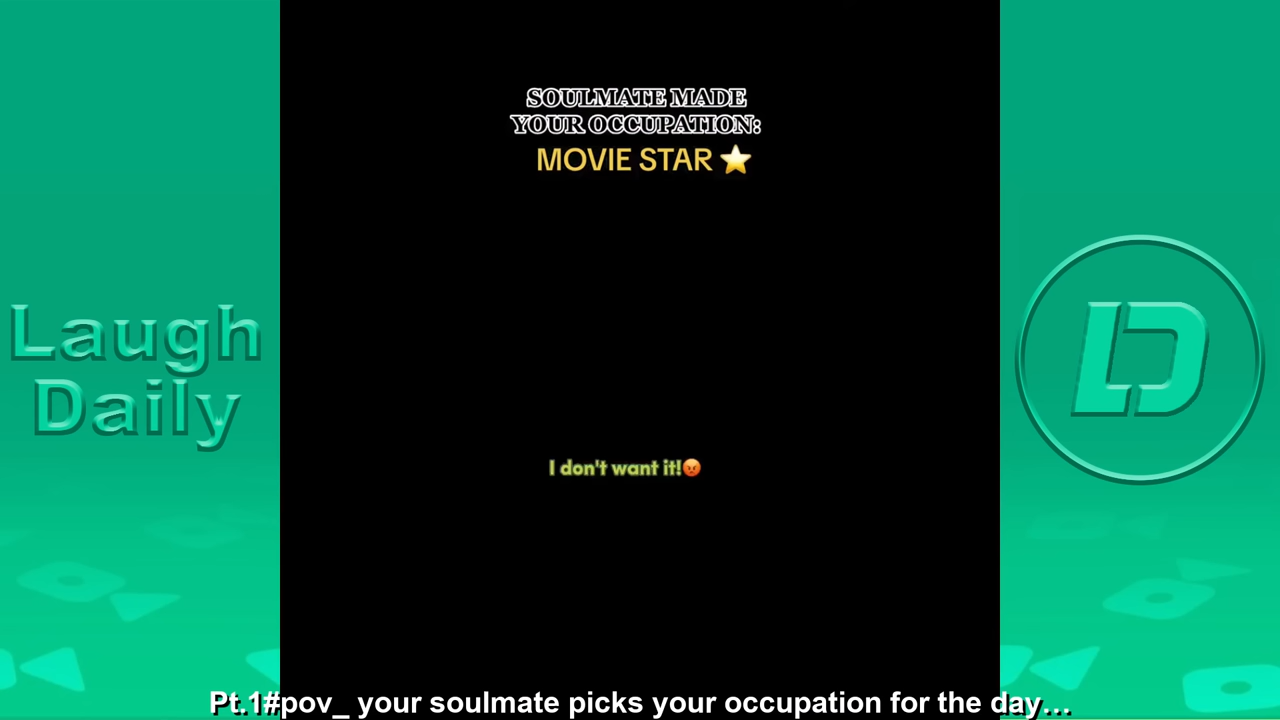 SOULMATE MADE
YOUR OCCUPATION:
MOVIE STAR ⭐
Laugh
Daily
LD
I don't want it!😡
Pt.1#pov_ your soulmate picks your occupation for the day...